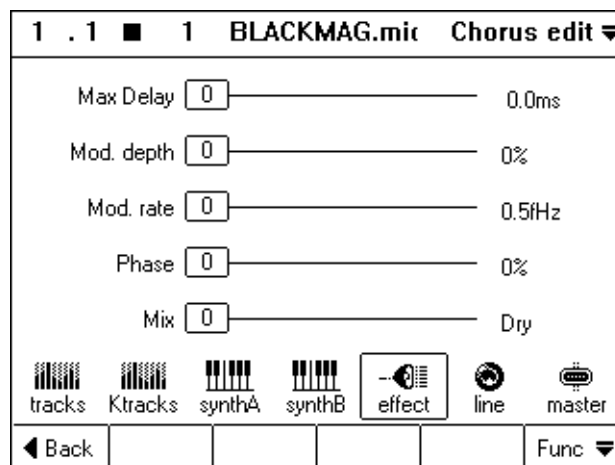 1 .1 ■ 1 BLACKMAG.mic Chorus edit
Max Delay 0 0.0ms
Mod. depth 0 0%
Mod. rate 0 0.5fHz
Phase 0 0%
Mix 0 Dry
tracks Ktracks synthA synthB effect line master
Back Func